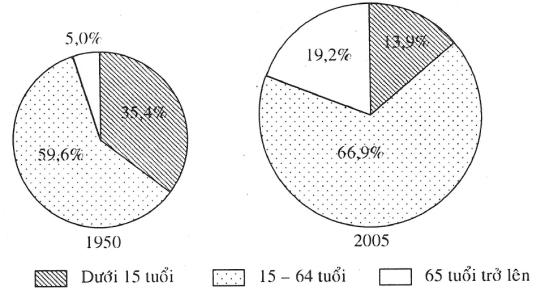 5,0%
35,4%
59,6%
1950
19,2%
13,9%
66,9%
2005
Dưới 15 tuổi
15 – 64 tuổi
65 tuổi trở lên